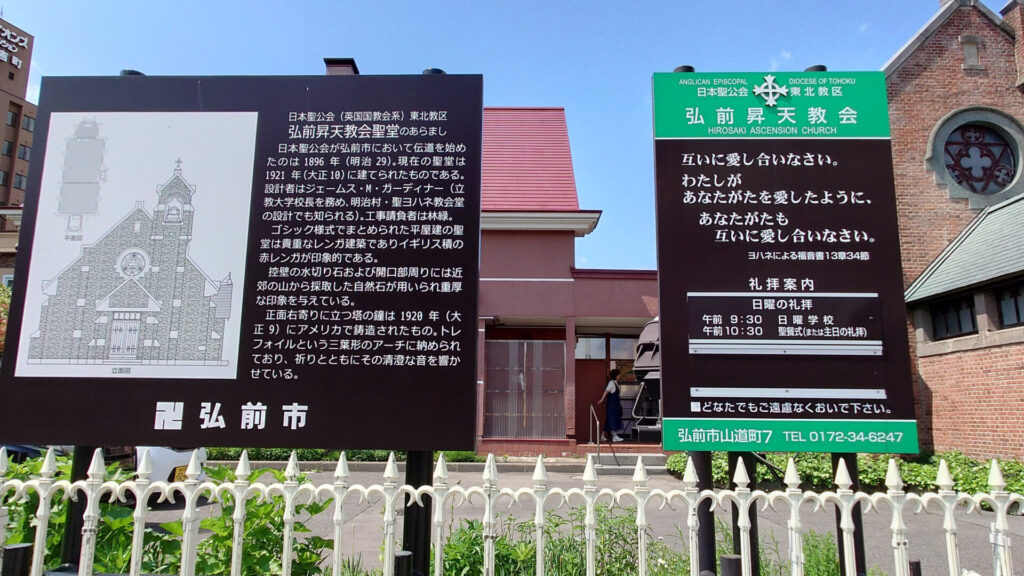 日本聖公会（英国国教会系）東北教区
弘前昇天教会聖堂のあらまし
日本聖公会が弘前市において伝道を始め
たのは1896年（明治29）。現在の聖堂は
1921年（大正10）に建てられたものである。
設計者はジェームス・M・ガーディナー（立
教大学校長を務め、明治村・聖ヨハネ教会堂
の設計でも知られる）。工事請負者は林緑。
ゴシック様式でまとめられた平屋建の聖
堂は貴重なレンガ建築でありイギリス積の
赤レンガが印象的である。
控壁の水切り石および開口部周りには近
郊の山から採取した自然石が用いられ重厚
な印象を与えている。
正面右寄りに立つ塔の鐘は1920年（大
正9）にアメリカで鋳造されたもの。トレ
フォイルという三葉形のアーチに納められ
ており、祈りとともにその清澄な音を響か
せている。
平面図
立面図
卍 弘前市
ANGLICAN EPISCOPAL DIOCESE OF TOHOKU
日本聖公会 東北教区
弘前昇天教会
HIROSAKI ASCENSION CHURCH
互いに愛し合いなさい。
わたしが
あなたがたを愛したように、
あなたがたも
互いに愛し合いなさい。
ヨハネによる福音書13章34節
礼拝案内
日曜の礼拝
午前 9:30 日曜学校
午前10:30 聖餐式（または主日の礼拝）
■どなたでもご遠慮なくおいで下さい。
弘前市山道町7 TEL 0172-34-6247